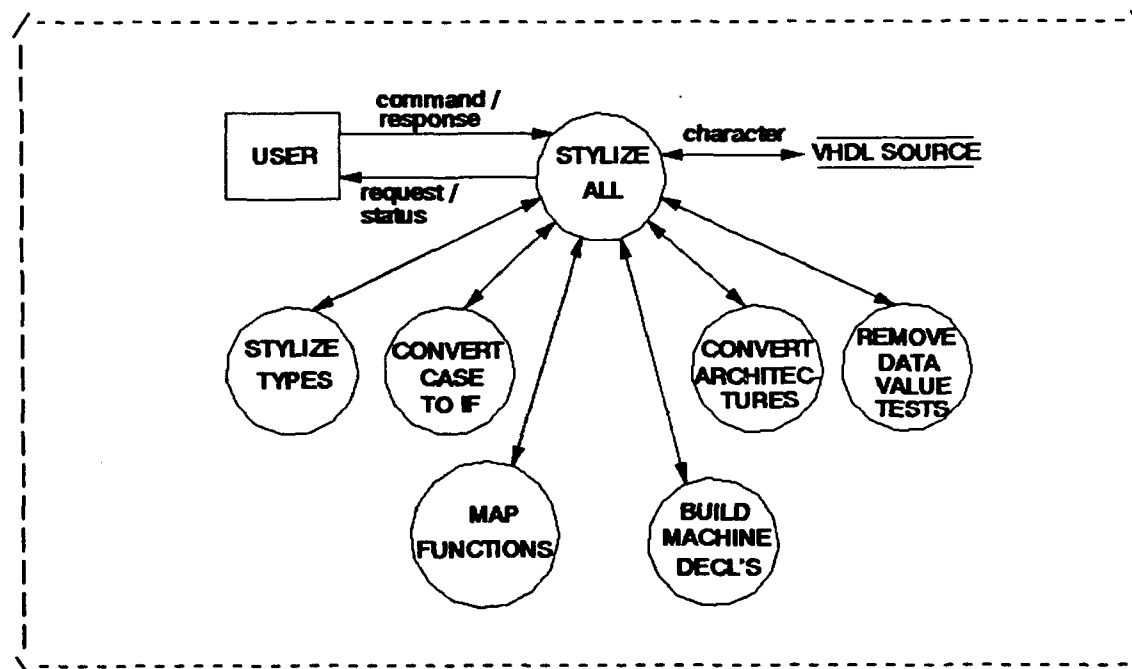 command /
response
USER
request /
status
STYLIZE
ALL
character
VHDL SOURCE
STYLIZE
TYPES
CONVERT
CASE
TO IF
CONVERT
ARCHITEC-
TURES
REMOVE
DATA
VALUE
TESTS
MAP
FUNCTIONS
BUILD
MACHINE
DECL'S